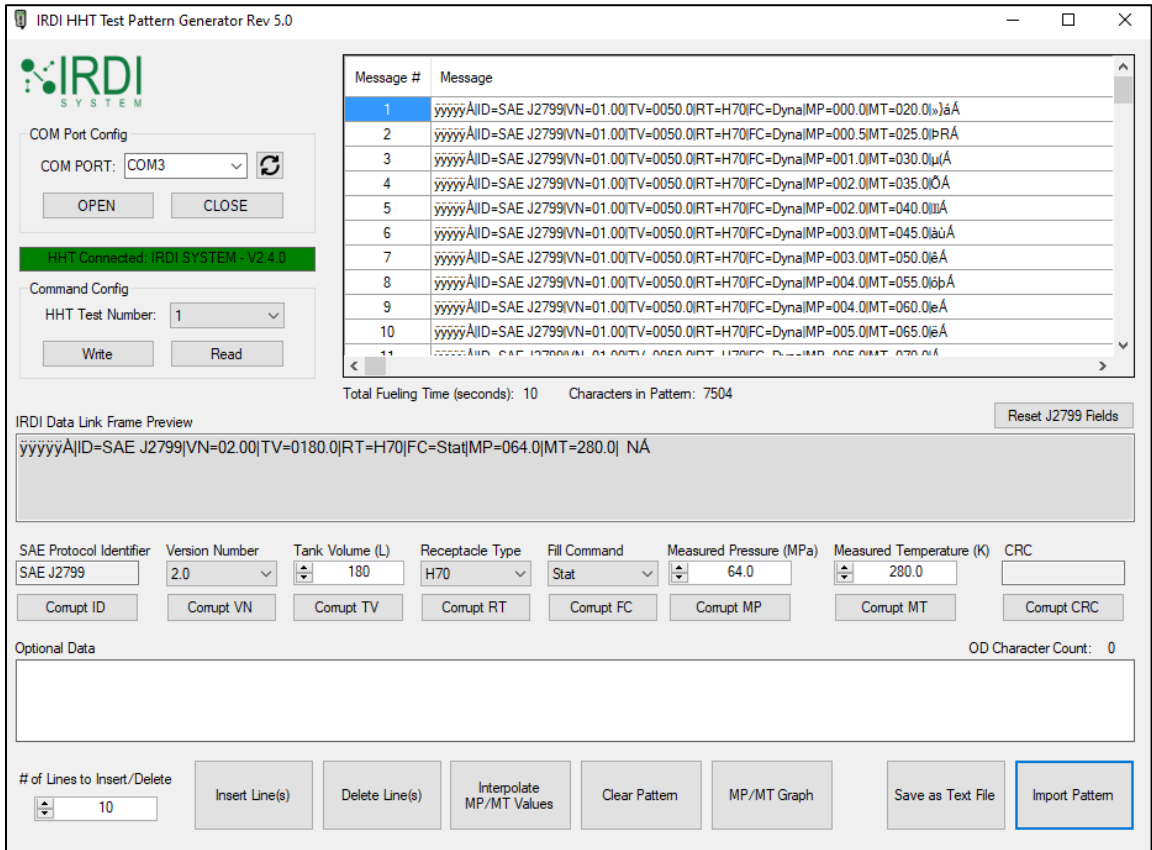 IRDI HHT Test Pattern Generator Rev 5.0
IRDI
SYSTEM
COM Port Config
COM PORT: COM3
OPEN CLOSE
HHT Connected: IRDI SYSTEM - V2.4.0
Command Config
HHT Test Number: 1
Write Read
Message # Message
1 ÿÿÿÿÿÀ|ID=SAE J2799|VN=01.00|TV=0050.0|RT=H70|FC=Dyna|MP=000.0|MT=020.0|»}áÁ
2 ÿÿÿÿÿÀ|ID=SAE J2799|VN=01.00|TV=0050.0|RT=H70|FC=Dyna|MP=000.5|MT=025.0|ÞRÁ
3 ÿÿÿÿÿÀ|ID=SAE J2799|VN=01.00|TV=0050.0|RT=H70|FC=Dyna|MP=001.0|MT=030.0|µ(Á
4 ÿÿÿÿÿÀ|ID=SAE J2799|VN=01.00|TV=0050.0|RT=H70|FC=Dyna|MP=002.0|MT=035.0|ÕÁ
5 ÿÿÿÿÿÀ|ID=SAE J2799|VN=01.00|TV=0050.0|RT=H70|FC=Dyna|MP=002.0|MT=040.0|
6 ÿÿÿÿÿÀ|ID=SAE J2799|VN=01.00|TV=0050.0|RT=H70|FC=Dyna|MP=003.0|MT=045.0|àùÁ
7 ÿÿÿÿÿÀ|ID=SAE J2799|VN=01.00|TV=0050.0|RT=H70|FC=Dyna|MP=003.0|MT=050.0|êÁ
8 ÿÿÿÿÿÀ|ID=SAE J2799|VN=01.00|TV=0050.0|RT=H70|FC=Dyna|MP=004.0|MT=055.0|óþÁ
9 ÿÿÿÿÿÀ|ID=SAE J2799|VN=01.00|TV=0050.0|RT=H70|FC=Dyna|MP=004.0|MT=060.0|eÁ
10 ÿÿÿÿÿÀ|ID=SAE J2799|VN=01.00|TV=0050.0|RT=H70|FC=Dyna|MP=005.0|MT=065.0|ëÁ
Total Fueling Time (seconds): 10 Characters in Pattern: 7504
Reset J2799 Fields
IRDI Data Link Frame Preview
ÿÿÿÿÿÀ|ID=SAE J2799|VN=02.00|TV=0180.0|RT=H70|FC=Stat|MP=064.0|MT=280.0| NÁ
SAE Protocol Identifier Version Number Tank Volume (L) Receptacle Type Fill Command Measured Pressure (MPa) Measured Temperature (K) CRC
SAE J2799 2.0 180 H70 Stat 64.0 280.0
Corrupt ID Corrupt VN Corrupt TV Corrupt RT Corrupt FC Corrupt MP Corrupt MT Corrupt CRC
Optional Data OD Character Count: 0
# of Lines to Insert/Delete
10
Insert Line(s) Delete Line(s) Interpolate MP/MT Values Clear Pattern MP/MT Graph Save as Text File Import Pattern